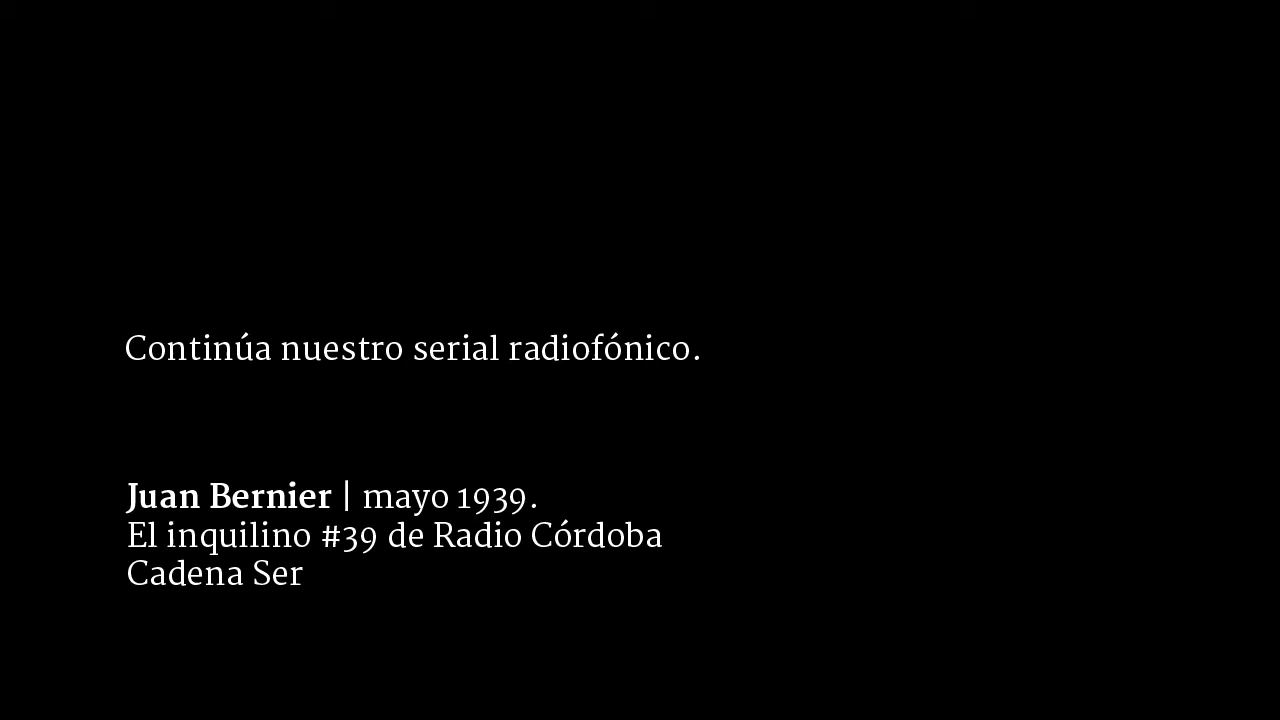 Continúa nuestro serial radiofónico.
Juan Bernier | mayo 1939.
El inquilino #39 de Radio Córdoba
Cadena Ser